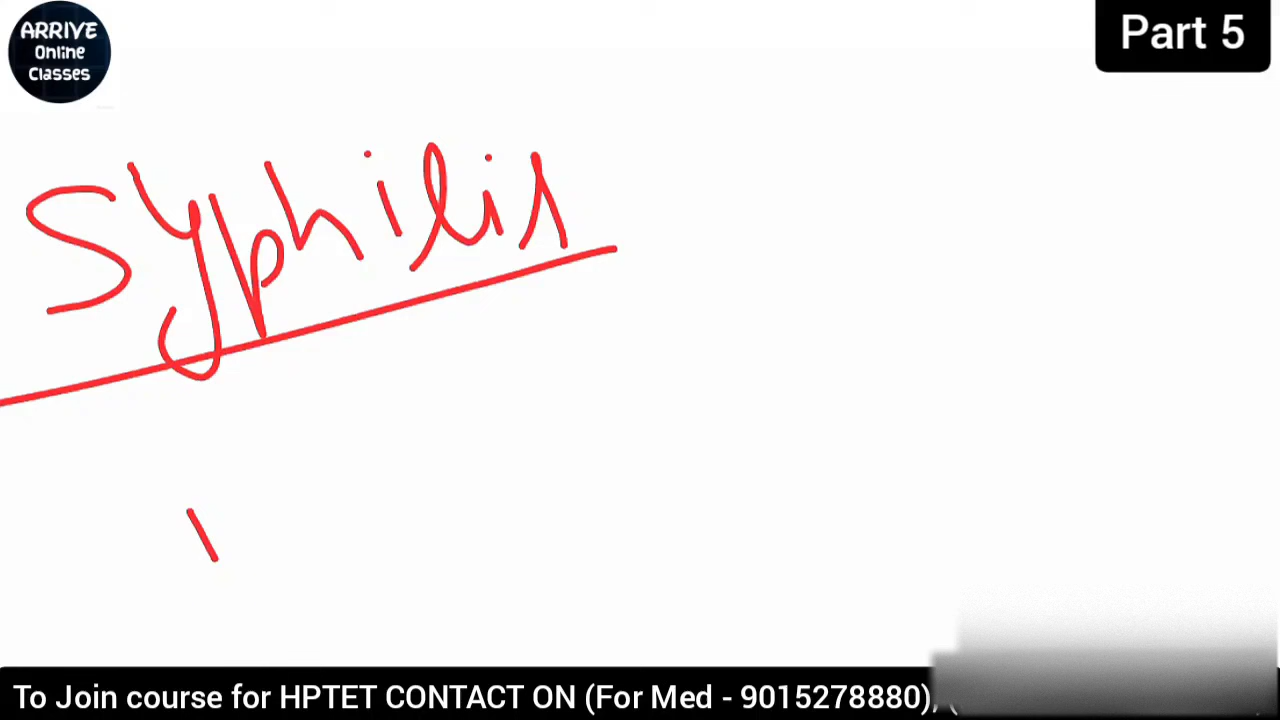 ARRIVE
Online
Classes
Part 5
Syphilis
To Join course for HPTET CONTACT ON (For Med - 9015278880), (